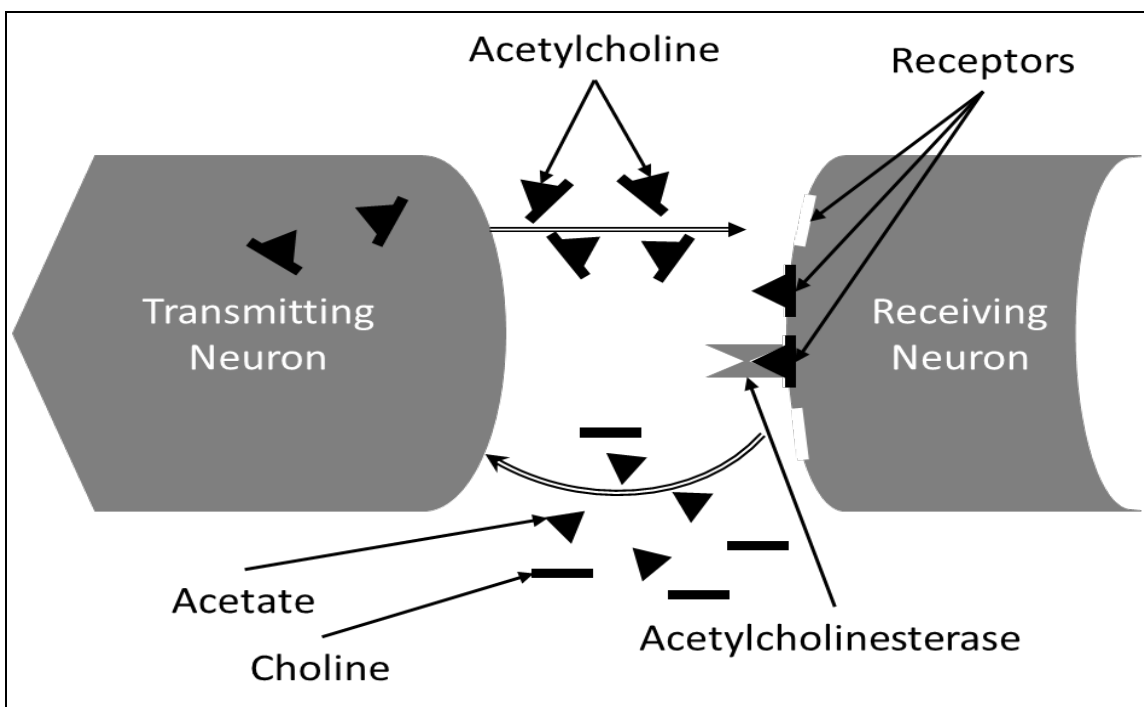 Acetylcholine
Receptors
Transmitting
Neuron
Receiving
Neuron
Acetate
Choline
Acetylcholinesterase